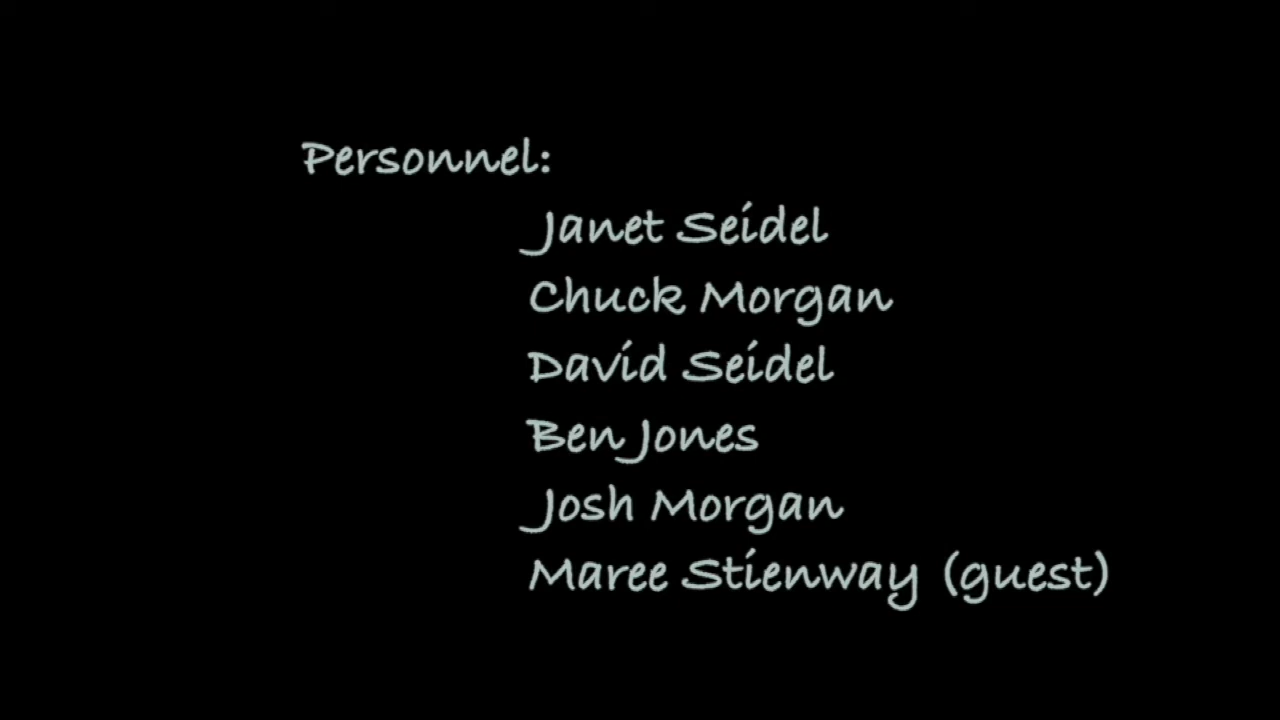 Personnel:
Janet Seidel
Chuck Morgan
David Seidel
Ben Jones
Josh Morgan
Maree Stienway (guest)